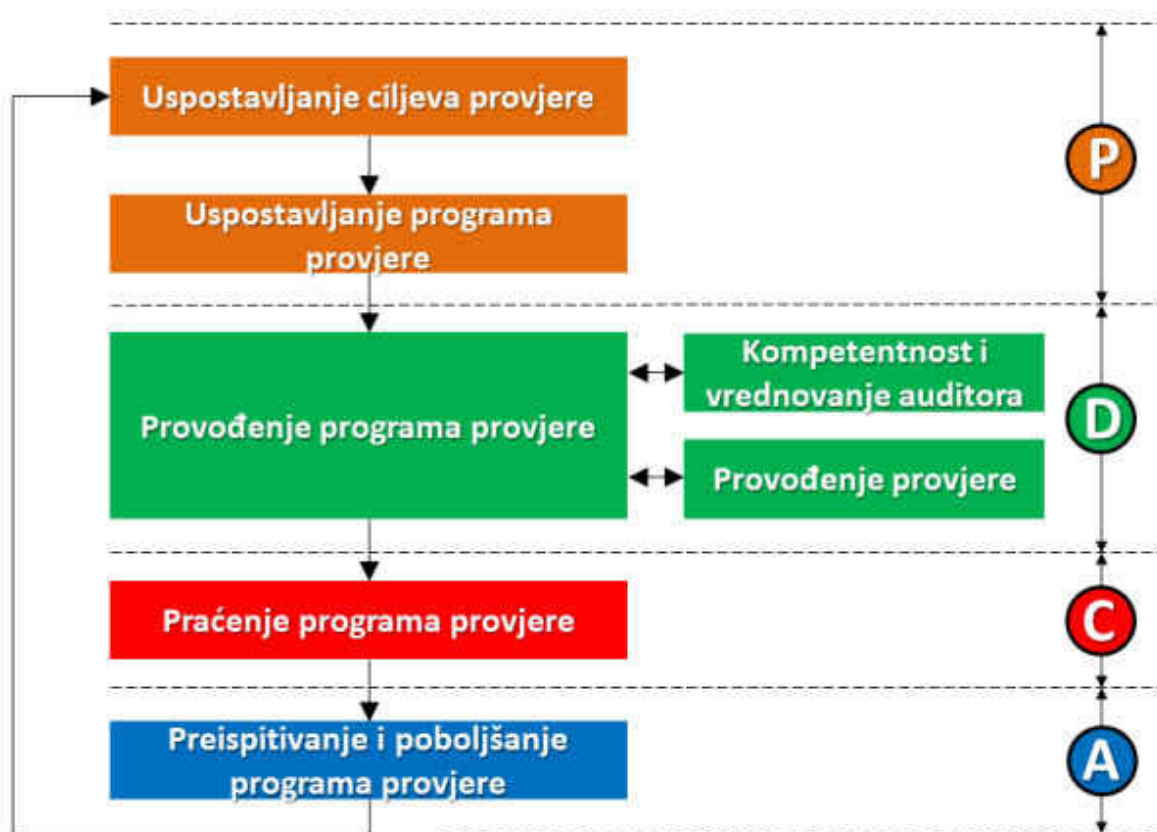 Uspostavljanje ciljeva provjere
P
Uspostavljanje programa
provjere
Provođenje programa provjere
Kompetentnost i
vrednovanje auditora
D
Provođenje provjere
Praćenje programa provjere
C
Preispitivanje i poboljšanje
programa provjere
A